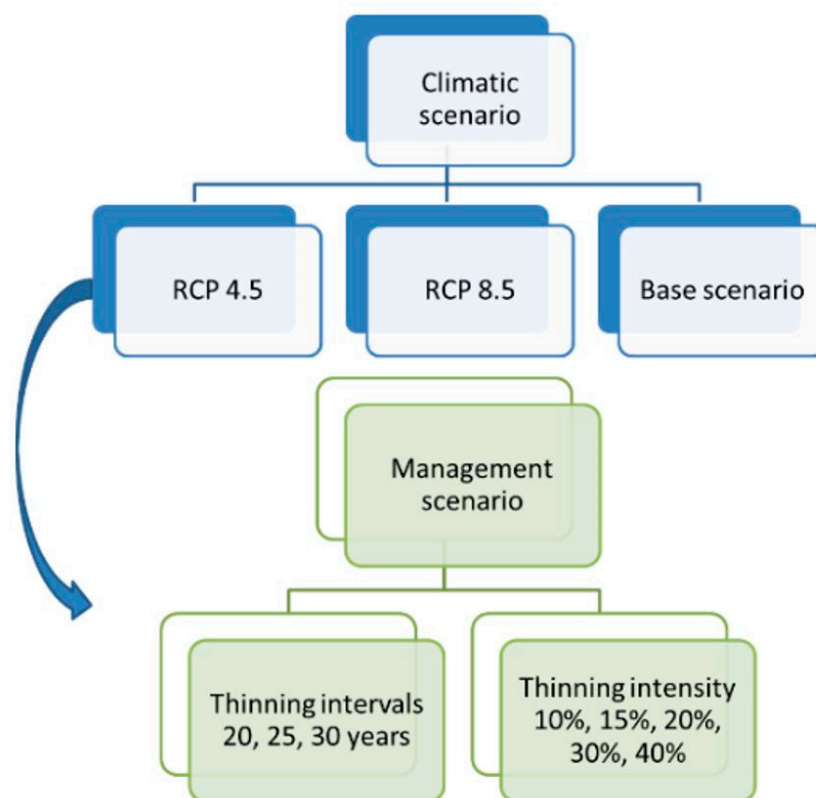 Climatic
scenario
RCP 4.5
RCP 8.5
Base scenario
Management
scenario
Thinning intervals
20, 25, 30 years
Thinning intensity
10%, 15%, 20%,
30%, 40%